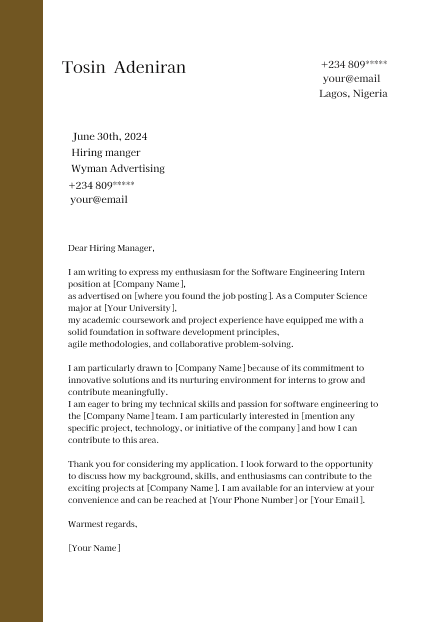 Tosin Adeniran
+234 809*****
your@email
Lagos, Nigeria
June 30th, 2024
Hiring manger
Wyman Advertising
+234 809*****
your@email
Dear Hiring Manager,
I am writing to express my enthusiasm for the Software Engineering Intern
position at [Company Name],
as advertised on [where you found the job posting]. As a Computer Science
major at [Your University],
my academic coursework and project experience have equipped me with a
solid foundation in software development principles,
agile methodologies, and collaborative problem-solving.
I am particularly drawn to [Company Name] because of its commitment to
innovative solutions and its nurturing environment for interns to grow and
contribute meaningfully.
I am eager to bring my technical skills and passion for software engineering to
the [Company Name] team. I am particularly interested in [mention any
specific project, technology, or initiative of the company] and how I can
contribute to this area.
Thank you for considering my application. I look forward to the opportunity
to discuss how my background, skills, and enthusiasms can contribute to the
exciting projects at [Company Name]. I am available for an interview at your
convenience and can be reached at [Your Phone Number] or [Your Email].
Warmest regards,
[Your Name]